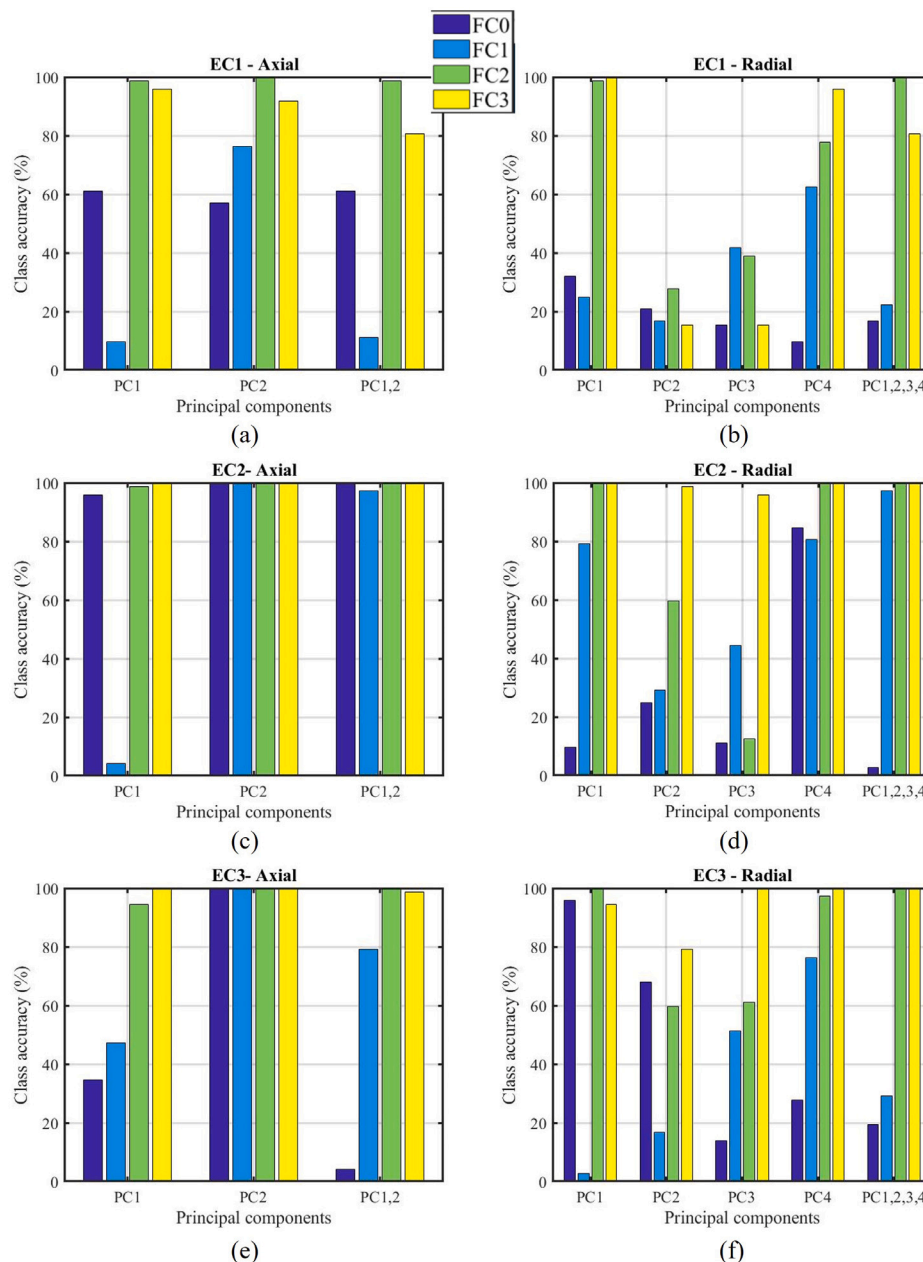 FC0
FC1
FC2
FC3
EC1 - Axial
100
80
60
40
20
0
Class accuracy (%)
PC1 PC2 PC1,2
Principal components
(a)
EC1 - Radial
100
80
60
40
20
0
Class accuracy (%)
PC1 PC2 PC3 PC4 PC1,2,3,4
Principal components
(b)
EC2- Axial
100
80
60
40
20
0
Class accuracy (%)
PC1 PC2 PC1,2
Principal components
(c)
EC2 - Radial
100
80
60
40
20
0
Class accuracy (%)
PC1 PC2 PC3 PC4 PC1,2,3,4
Principal components
(d)
EC3- Axial
100
80
60
40
20
0
Class accuracy (%)
PC1 PC2 PC1,2
Principal components
(e)
EC3 - Radial
100
80
60
40
20
0
Class accuracy (%)
PC1 PC2 PC3 PC4 PC1,2,3,4
Principal components
(f)